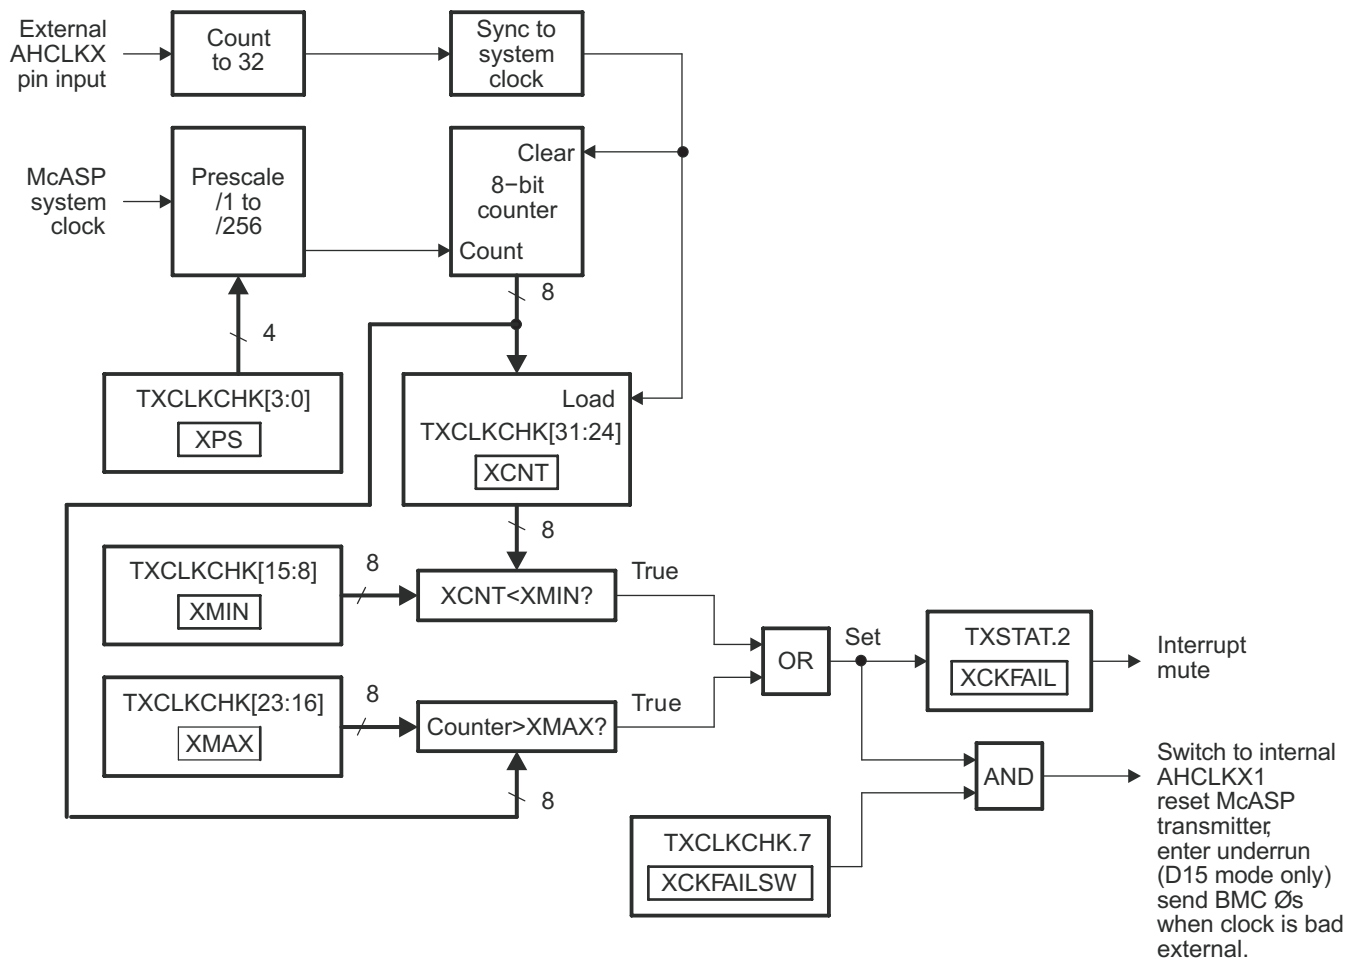 External
AHCLKX
pin input
Count
to 32
Sync to
system
clock
McASP
system
clock
Prescale
/1 to
/256
Clear
8−bit
counter
Count
8
4
TXCLKCHK[3:0]
XPS
Load
TXCLKCHK[31:24]
XCNT
8
TXCLKCHK[15:8]
XMIN
8
XCNT<XMIN?
True
TXCLKCHK[23:16]
XMAX
8
Counter>XMAX?
True
8
OR
Set
TXSTAT.2
XCKFAIL
Interrupt
mute
AND
TXCLKCHK.7
XCKFAILSW
Switch to internal
AHCLKX1
reset McASP
transmitter,
enter underrun
(D15 mode only)
send BMC Øs
when clock is bad
external.